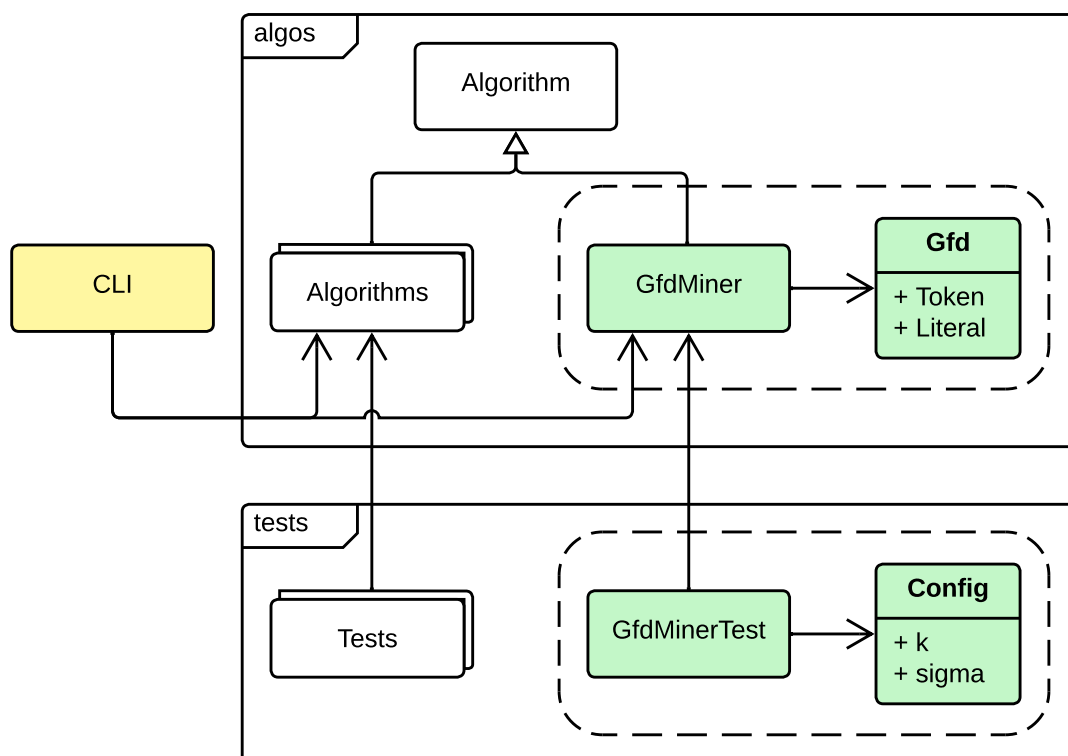 algos
Algorithm
CLI
Algorithms
GfdMiner
Gfd
+ Token
+ Literal
tests
Tests
GfdMinerTest
Config
+ k
+ sigma